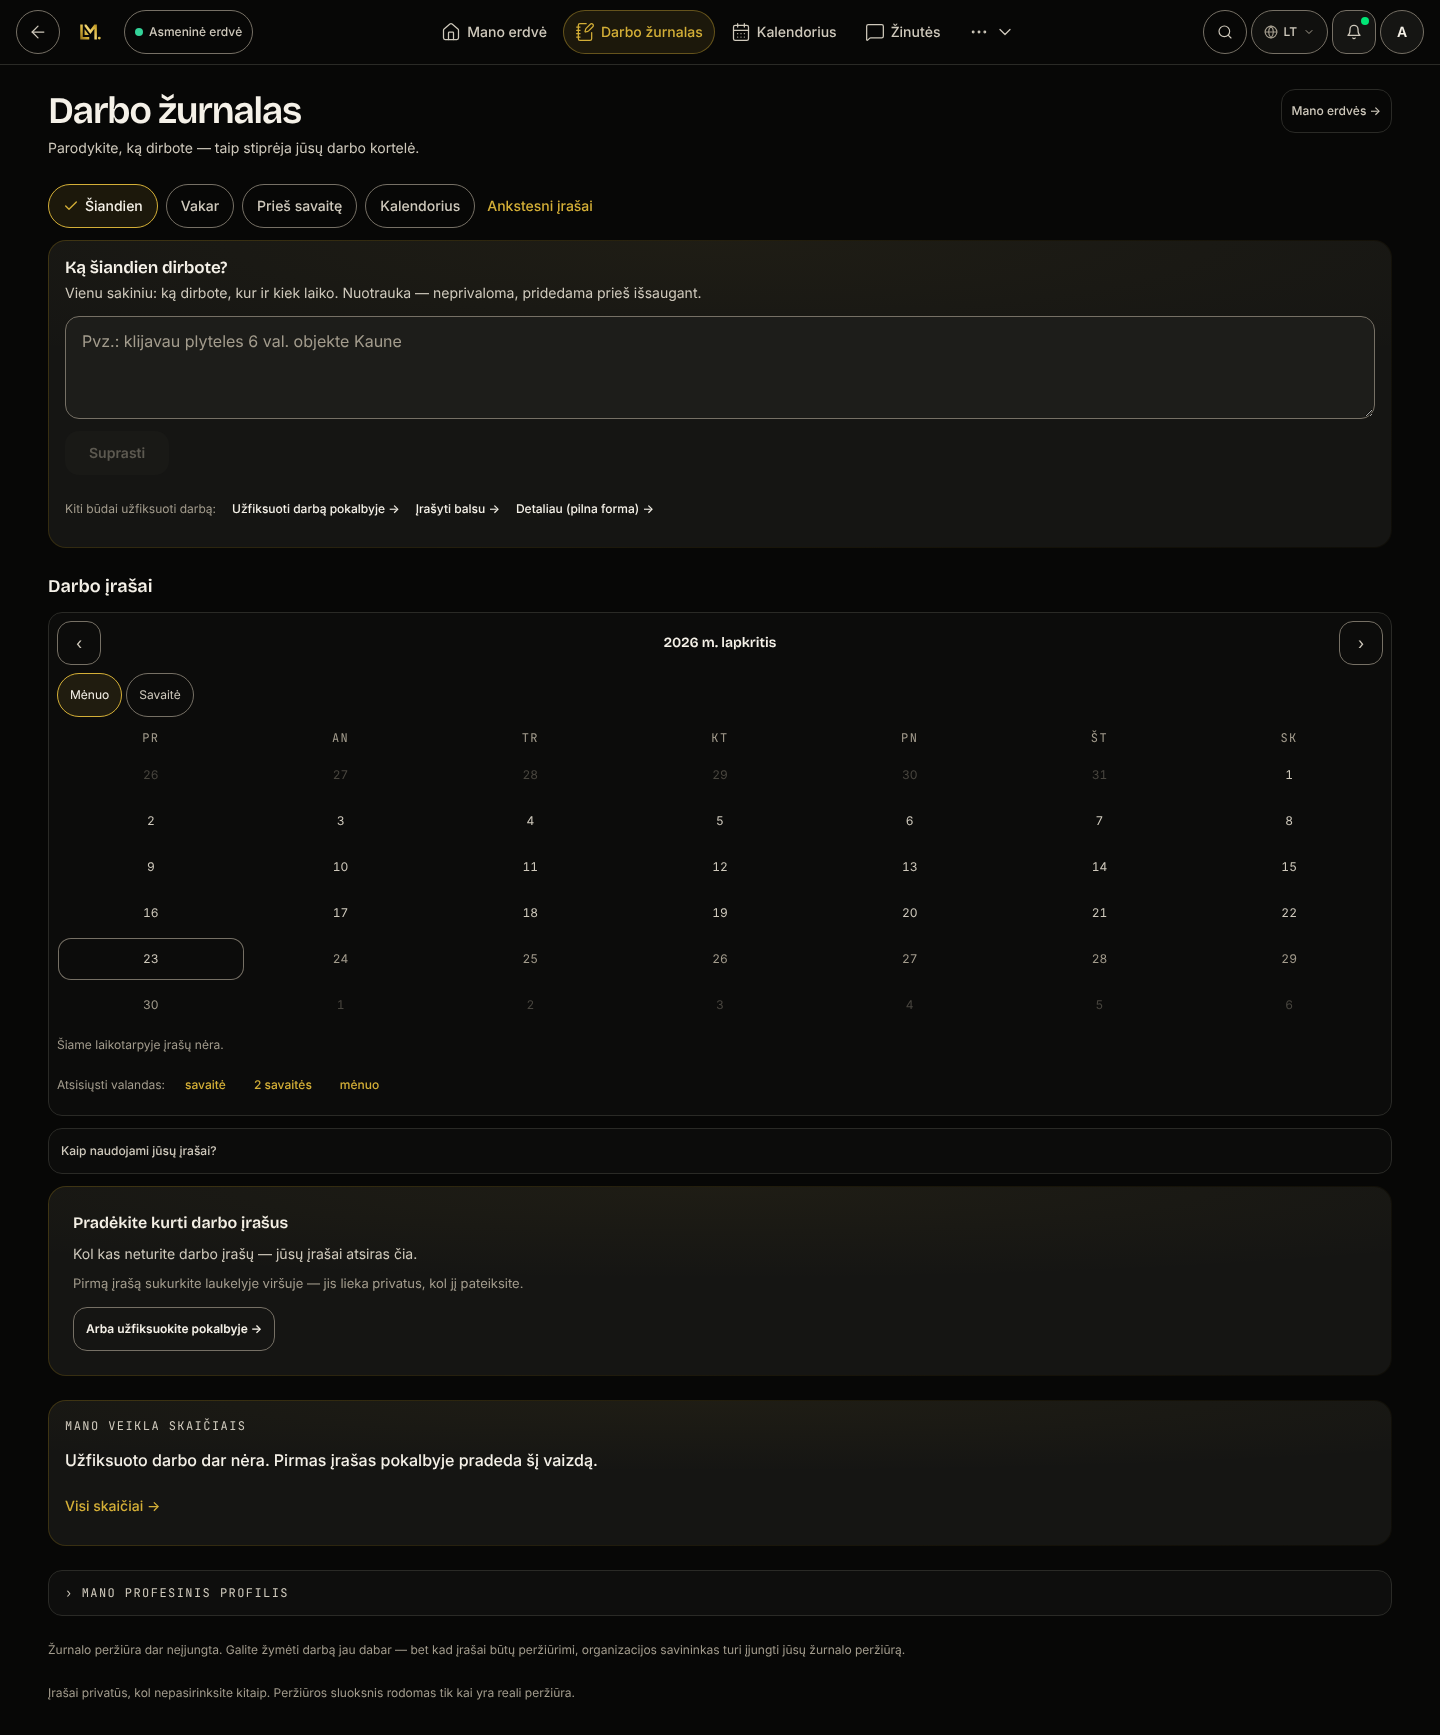 LM.
Asmeninė erdvė
Mano erdvė
Darbo žurnalas
Kalendorius
Žinutės
LT
A
Darbo žurnalas
Mano erdvės →
Parodykite, ką dirbote — taip stiprėja jūsų darbo kortelė.
Šiandien
Vakar
Prieš savaitę
Kalendorius
Ankstesni įrašai
Ką šiandien dirbote?
Vienu sakiniu: ką dirbote, kur ir kiek laiko. Nuotrauka — neprivaloma, pridedama prieš išsaugant.
Pvz.: klijavau plyteles 6 val. objekte Kaune
Suprasti
Kiti būdai užfiksuoti darbą: Užfiksuoti darbą pokalbyje → Įrašyti balsu → Detaliau (pilna forma) →
Darbo įrašai
‹ 2026 m. lapkritis ›
Mėnuo Savaitė
PR AN TR KT PN ŠT SK
26 27 28 29 30 31 1
2 3 4 5 6 7 8
9 10 11 12 13 14 15
16 17 18 19 20 21 22
23 24 25 26 27 28 29
30 1 2 3 4 5 6
Šiame laikotarpyje įrašų nėra.
Atsisiųsti valandas: savaitė 2 savaitės mėnuo
Kaip naudojami jūsų įrašai?
Pradėkite kurti darbo įrašus
Kol kas neturite darbo įrašų — jūsų įrašai atsiras čia.
Pirmą įrašą sukurkite laukelyje viršuje — jis lieka privatus, kol jį pateiksite.
Arba užfiksuokite pokalbyje →
MANO VEIKLA SKAIČIAIS
Užfiksuoto darbo dar nėra. Pirmas įrašas pokalbyje pradeda šį vaizdą.
Visi skaičiai →
› MANO PROFESINIS PROFILIS
Žurnalo peržiūra dar neįjungta. Galite žymėti darbą jau dabar — bet kad įrašai būtų peržiūrimi, organizacijos savininkas turi įjungti jūsų žurnalo peržiūrą.
Įrašai privatūs, kol nepasirinksite kitaip. Peržiūros sluoksnis rodomas tik kai yra reali peržiūra.